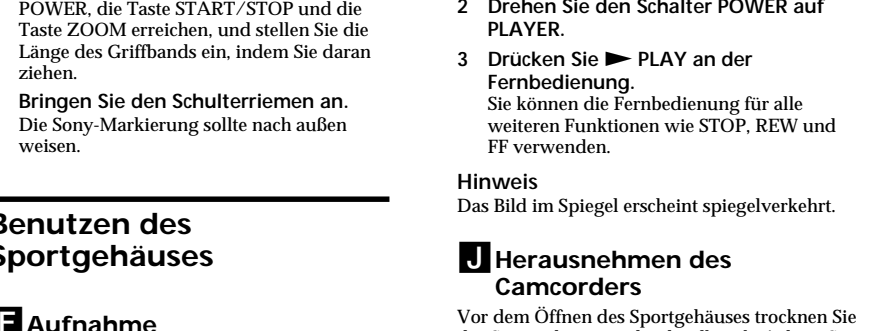 POWER, die Taste START/STOP und die
Taste ZOOM erreichen, und stellen Sie die
Länge des Griffbands ein, indem Sie daran
ziehen.
Bringen Sie den Schulterriemen an.
Die Sony-Markierung sollte nach außen
weisen.
Benutzen des
Sportgehäuses
F Aufnahme
2 Drehen Sie den Schalter POWER auf
PLAYER.
3 Drücken Sie ► PLAY an der
Fernbedienung.
Sie können die Fernbedienung für alle
weiteren Funktionen wie STOP, REW und
FF verwenden.
Hinweis
Das Bild im Spiegel erscheint spiegelverkehrt.
J Herausnehmen des
Camcorders
Vor dem Öffnen des Sportgehäuses trocknen Sie